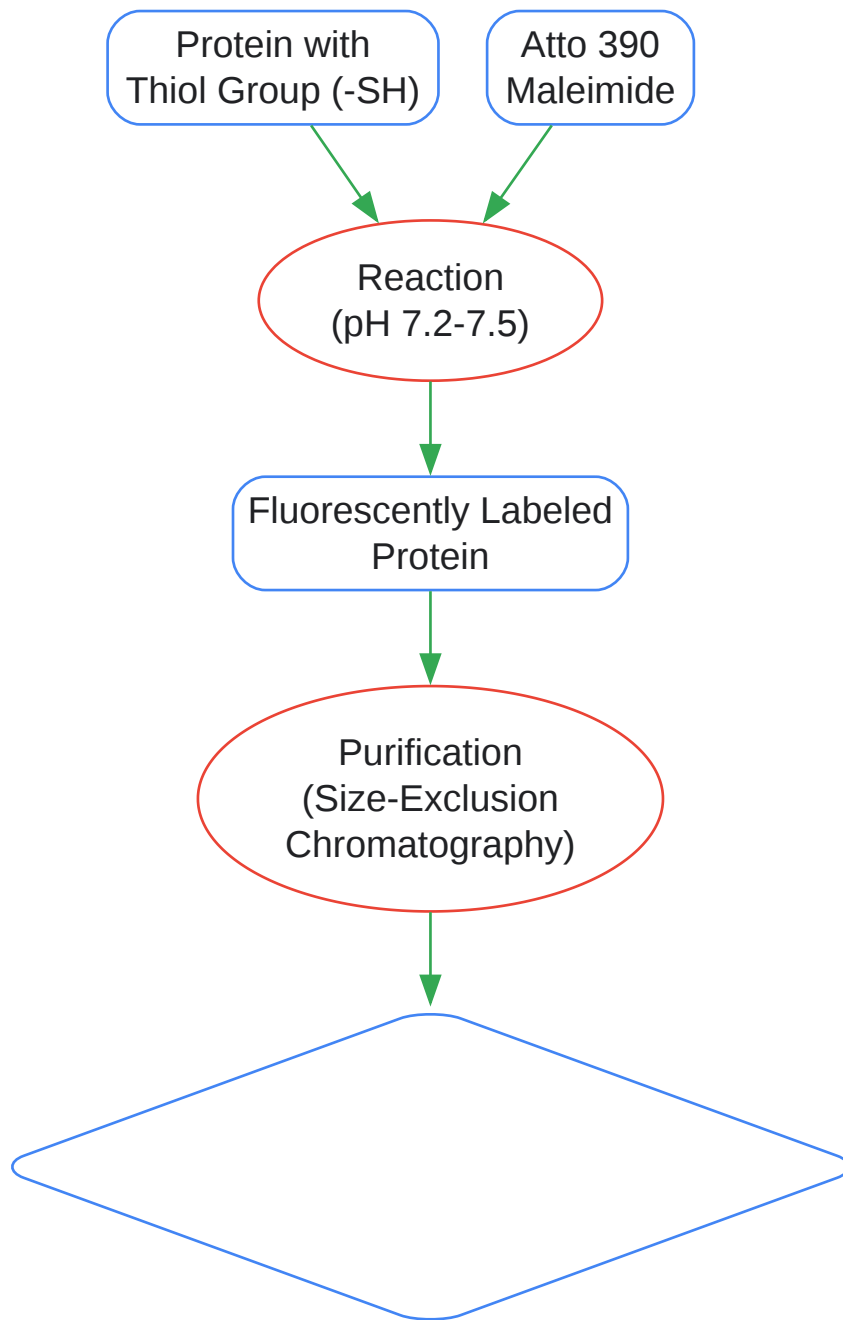 Protein with
Thiol Group (-SH)
Atto 390
Maleimide
Reaction
(pH 7.2-7.5)
Fluorescently Labeled
Protein
Purification
(Size-Exclusion
Chromatography)